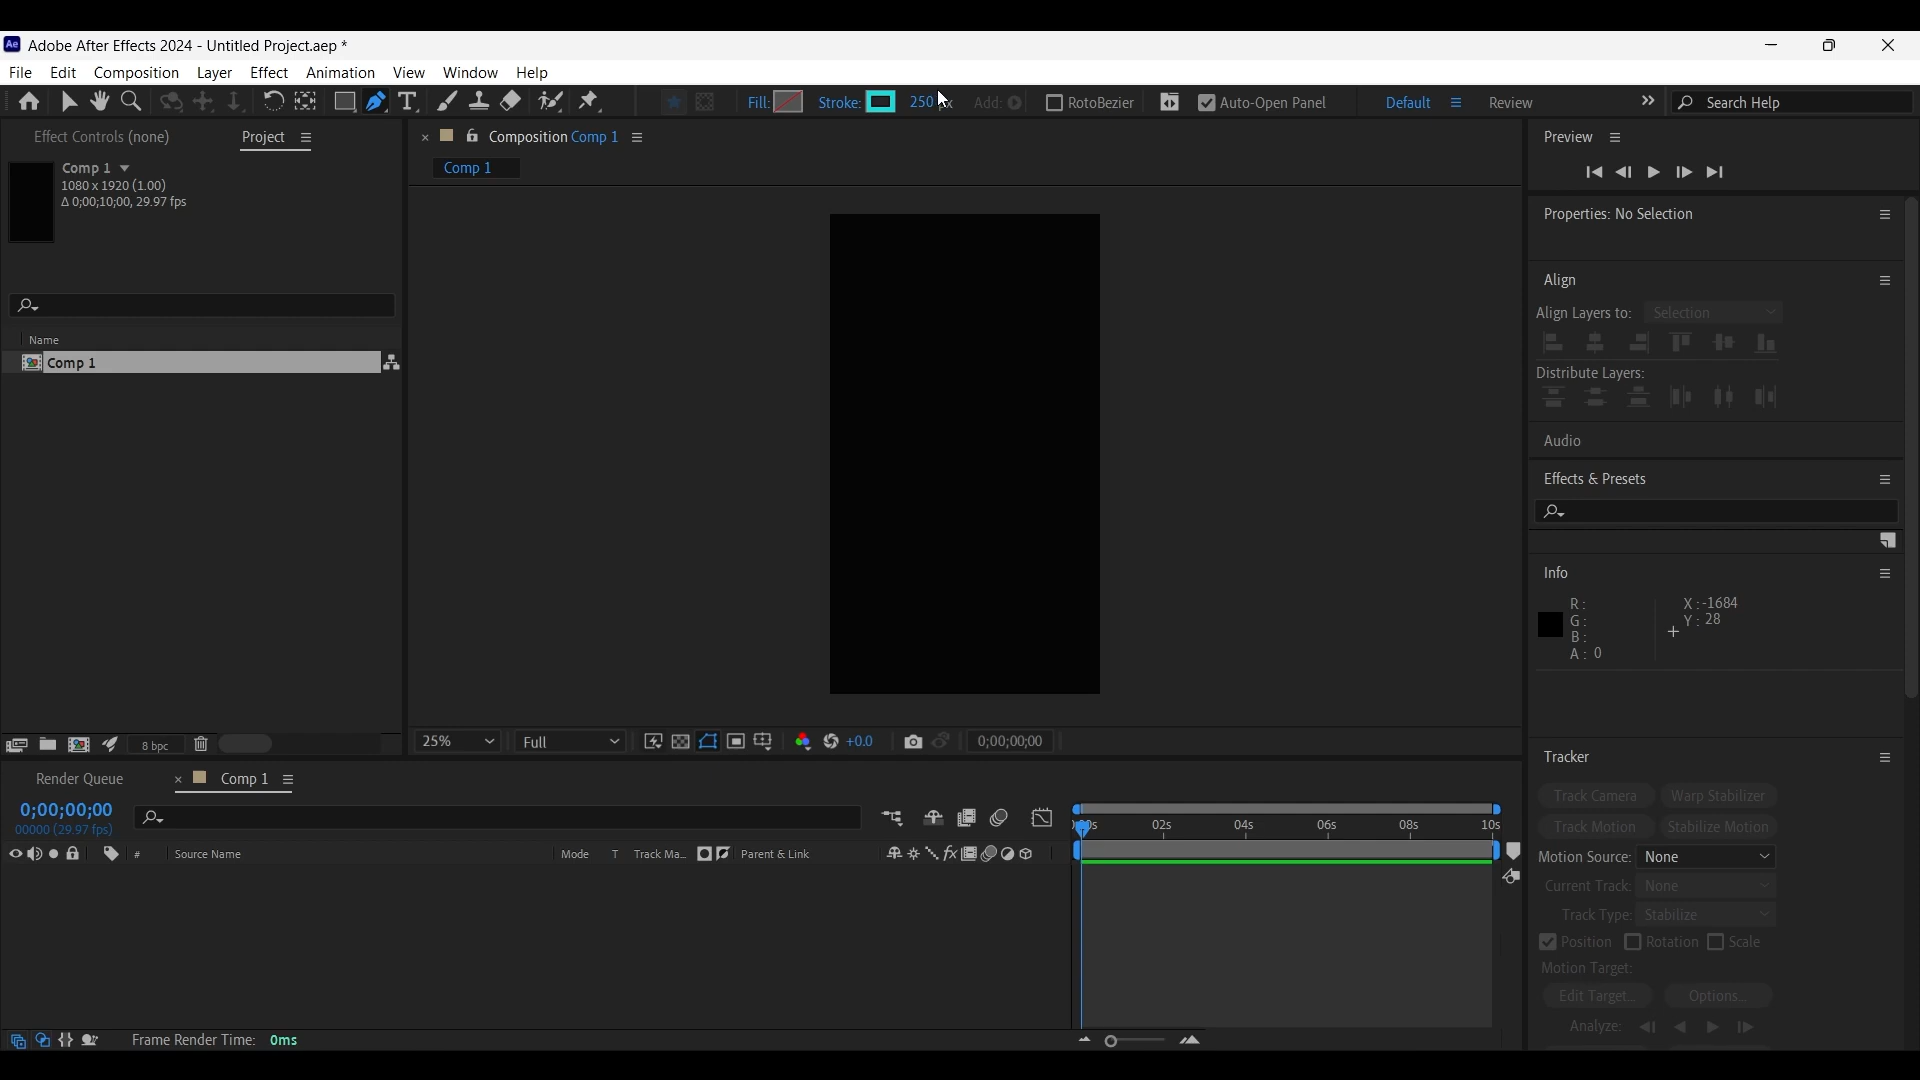 Ae Adobe After Effects 2024 - Untitled Project.aep *
File Edit Composition Layer Effect Animation View Window Help
Fill: Stroke: 250 Add: RotoBezier Auto-Open Panel Default Review Search Help
Effect Controls (none) Project
Comp 1
1080 x 1920 (1.00)
Δ 0;00;10;00, 29.97 fps
Name
Comp 1
Composition Comp 1
Comp 1
25% Full +0.0 0;00;00;00
8 bpc
Preview
Properties: No Selection
Align
Align Layers to: Selection
Distribute Layers:
Audio
Effects & Presets
Info
R:
G:
B:
A: 0
X: -1684
Y: 28
Tracker
Track Camera Warp Stabilizer
Track Motion Stabilize Motion
Motion Source: None
Current Track: None
Track Type: Stabilize
Position Rotation Scale
Motion Target:
Edit Target... Options...
Analyze:
Render Queue Comp 1
0;00;00;00
00000 (29.97 fps)
02s 04s 06s 08s 10s
# Source Name Mode T Track Ma... Parent & Link
Frame Render Time: 0ms